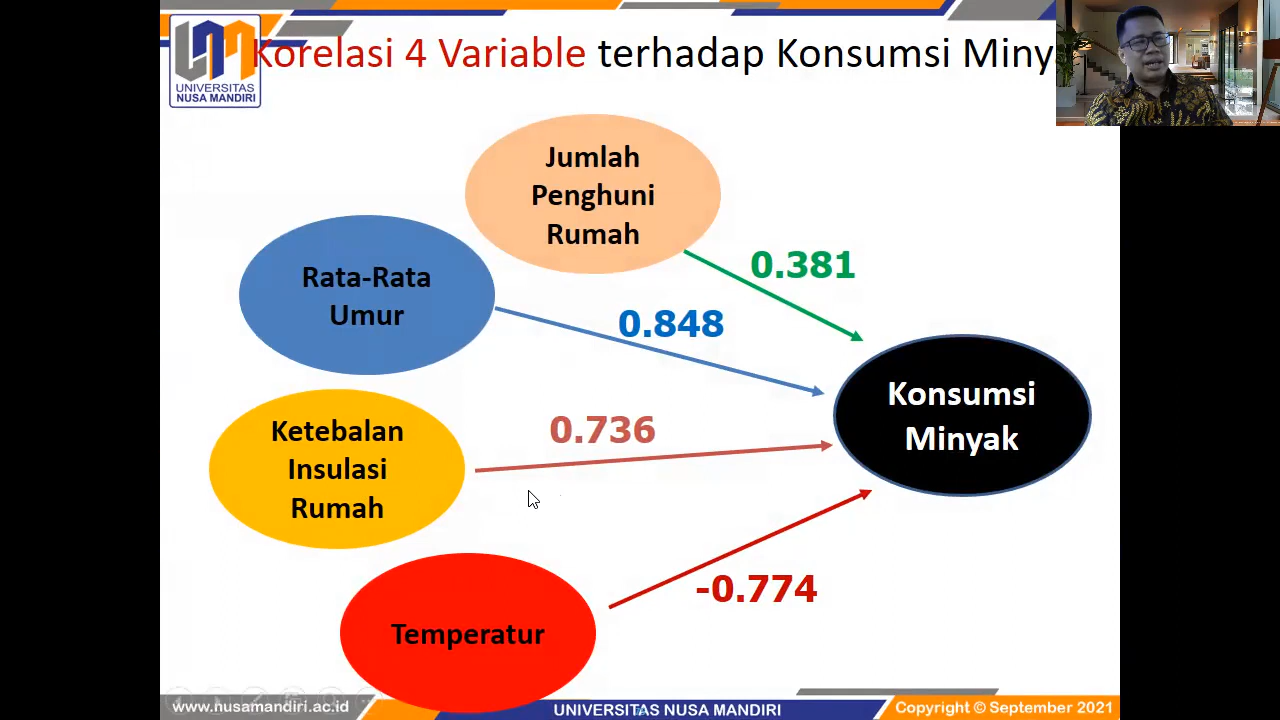 UNIVERSITAS
NUSA MANDIRI
Korelasi 4 Variable terhadap Konsumsi Miny
Jumlah
Penghuni
Rumah
0.381
Rata-Rata
Umur
0.848
Konsumsi
Minyak
Ketebalan
Insulasi
Rumah
0.736
Temperatur
-0.774
www.nusamandiri.ac.id
UNIVERSITAS NUSA MANDIRI
Copyright © September 2021